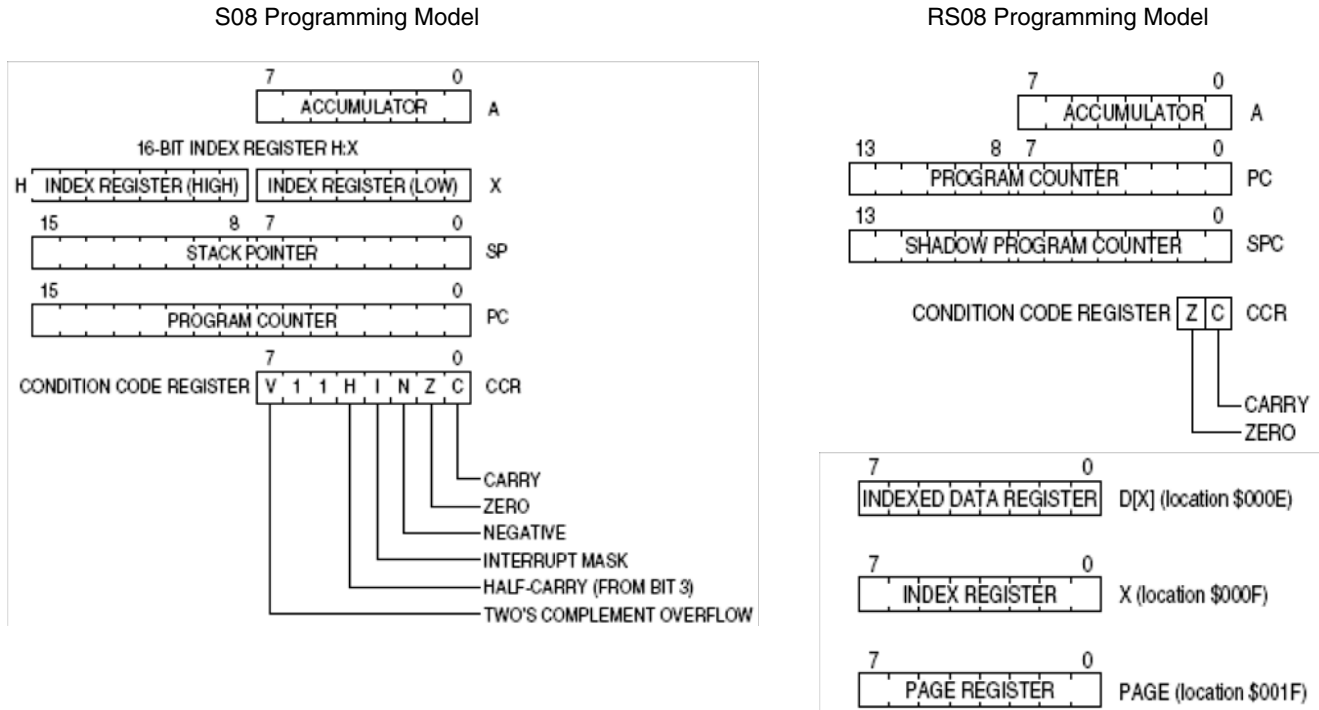 S08 Programming Model
7 0
ACCUMULATOR A
16-BIT INDEX REGISTER H:X
H INDEX REGISTER (HIGH) INDEX REGISTER (LOW) X
15 8 7 0
STACK POINTER SP
15 0
PROGRAM COUNTER PC
7 0
CONDITION CODE REGISTER V 1 1 H I N Z C CCR
CARRY
ZERO
NEGATIVE
INTERRUPT MASK
HALF-CARRY (FROM BIT 3)
TWO'S COMPLEMENT OVERFLOW
RS08 Programming Model
7 0
ACCUMULATOR A
13 8 7 0
PROGRAM COUNTER PC
13 0
SHADOW PROGRAM COUNTER SPC
CONDITION CODE REGISTER Z C CCR
CARRY
ZERO
7 0
INDEXED DATA REGISTER D[X] (location $000E)
7 0
INDEX REGISTER X (location $000F)
7 0
PAGE REGISTER PAGE (location $001F)